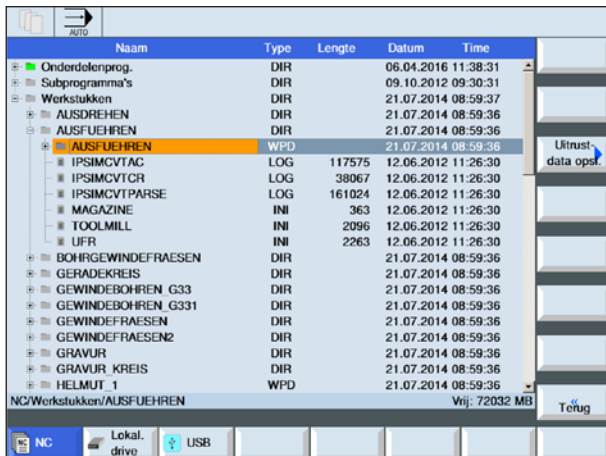 AUTO
Naam Type Lengte Datum Time
Onderdelenprog. DIR 06.04.2016 11:38:31
Subprogramma's DIR 09.10.2012 09:30:31
Werkstukken DIR 21.07.2014 08:59:37
AUSDREHEN DIR 21.07.2014 08:59:36
AUSFUEHREN DIR 21.07.2014 08:59:36
AUSFUEHREN WPD 21.07.2014 08:59:36
IPSIMCVTAC LOG 117575 12.06.2012 11:26:30
IPSIMCVTCR LOG 38067 12.06.2012 11:26:30
IPSIMCVTPARSE LOG 161024 12.06.2012 11:26:30
MAGAZINE INI 363 12.06.2012 11:26:30
TOOLMILL INI 2096 12.06.2012 11:26:30
UFR INI 2263 12.06.2012 11:26:30
BOHRGEWINDEFRAESEN DIR 21.07.2014 08:59:36
GERADEKREIS DIR 21.07.2014 08:59:36
GEWINDEBOHREN_G33 DIR 21.07.2014 08:59:36
GEWINDEBOHREN_G331 DIR 21.07.2014 08:59:36
GEWINDEFRAESEN DIR 21.07.2014 08:59:36
GEWINDEFRAESEN2 DIR 21.07.2014 08:59:36
GRAVUR DIR 21.07.2014 08:59:36
GRAVUR_KREIS DIR 21.07.2014 08:59:36
HELMUT_1 WPD 21.07.2014 08:59:36
NC/Werkstukken/AUSFUEHREN Vrij: 72032 MB
Uitrust-
data opsl.
Terug
NC
Lokal.
drive
USB